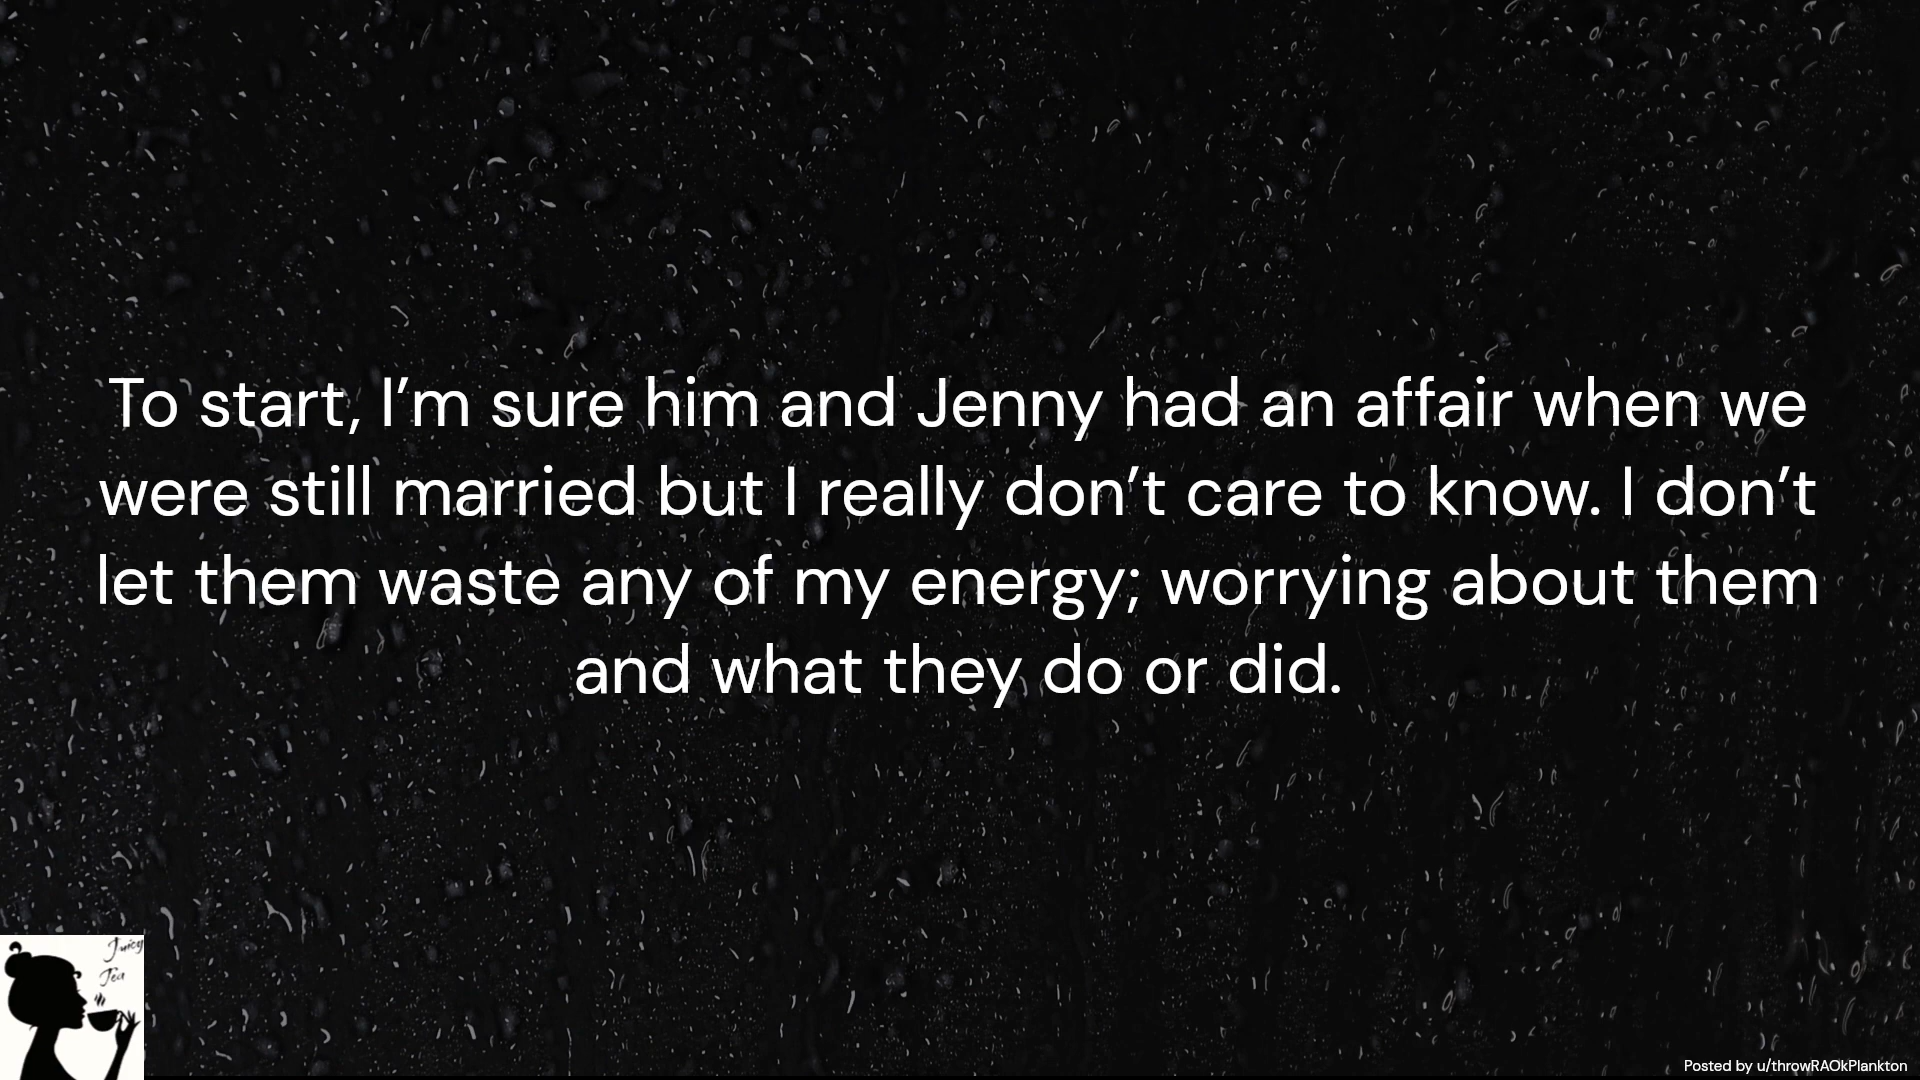 To start, I’m sure him and Jenny had an affair when we
were still married but I really don’t care to know. I don’t
let them waste any of my energy; worrying about them
and what they do or did.
Juicy
Tea
Posted by u/throwRAOkPlankton